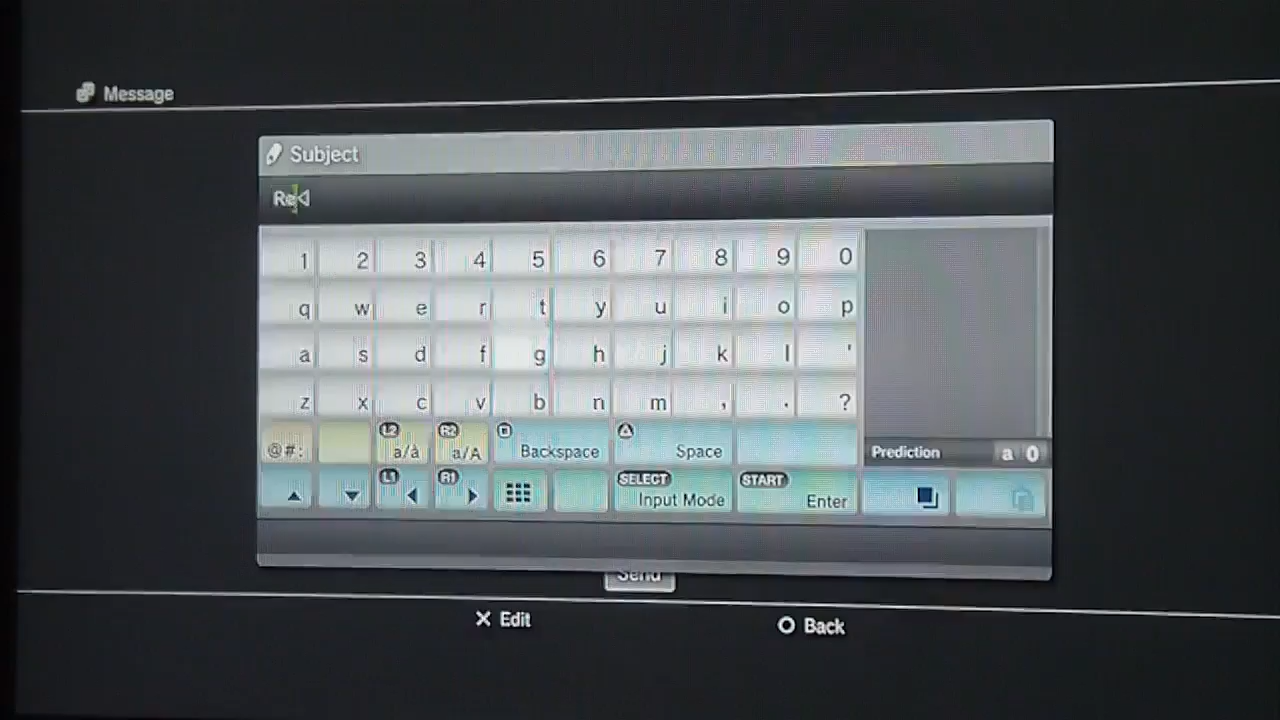 Message
Subject
Re
1 2 3 4 5 6 7 8 9 0
q w e r t y u i o p
a s d f g h j k l '
z x c v b n m , . ?
@#: L2 a/à R2 a/A Backspace Space Prediction a 0
L1 R1 SELECT Input Mode START Enter
Send
Edit Back